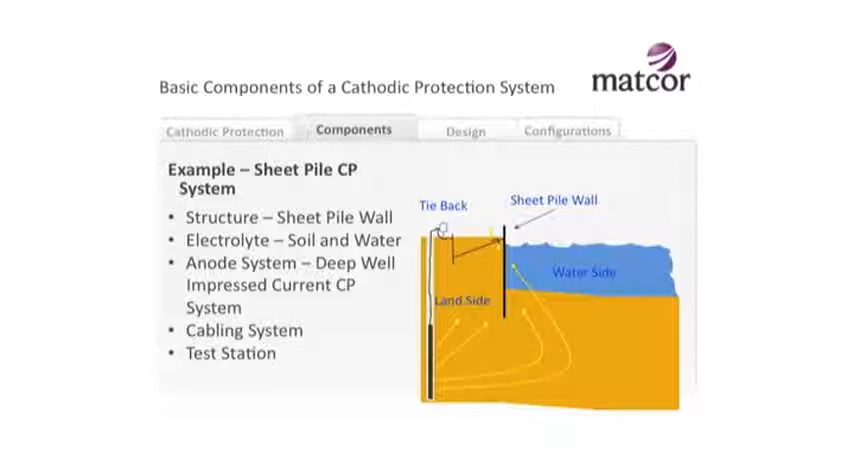 matcor
Basic Components of a Cathodic Protection System
Cathodic Protection
Components
Design
Configurations
Example – Sheet Pile CP
System
• Structure – Sheet Pile Wall
• Electrolyte – Soil and Water
• Anode System – Deep Well
Impressed Current CP
System
• Cabling System
• Test Station
Tie Back
Sheet Pile Wall
Water Side
Land Side